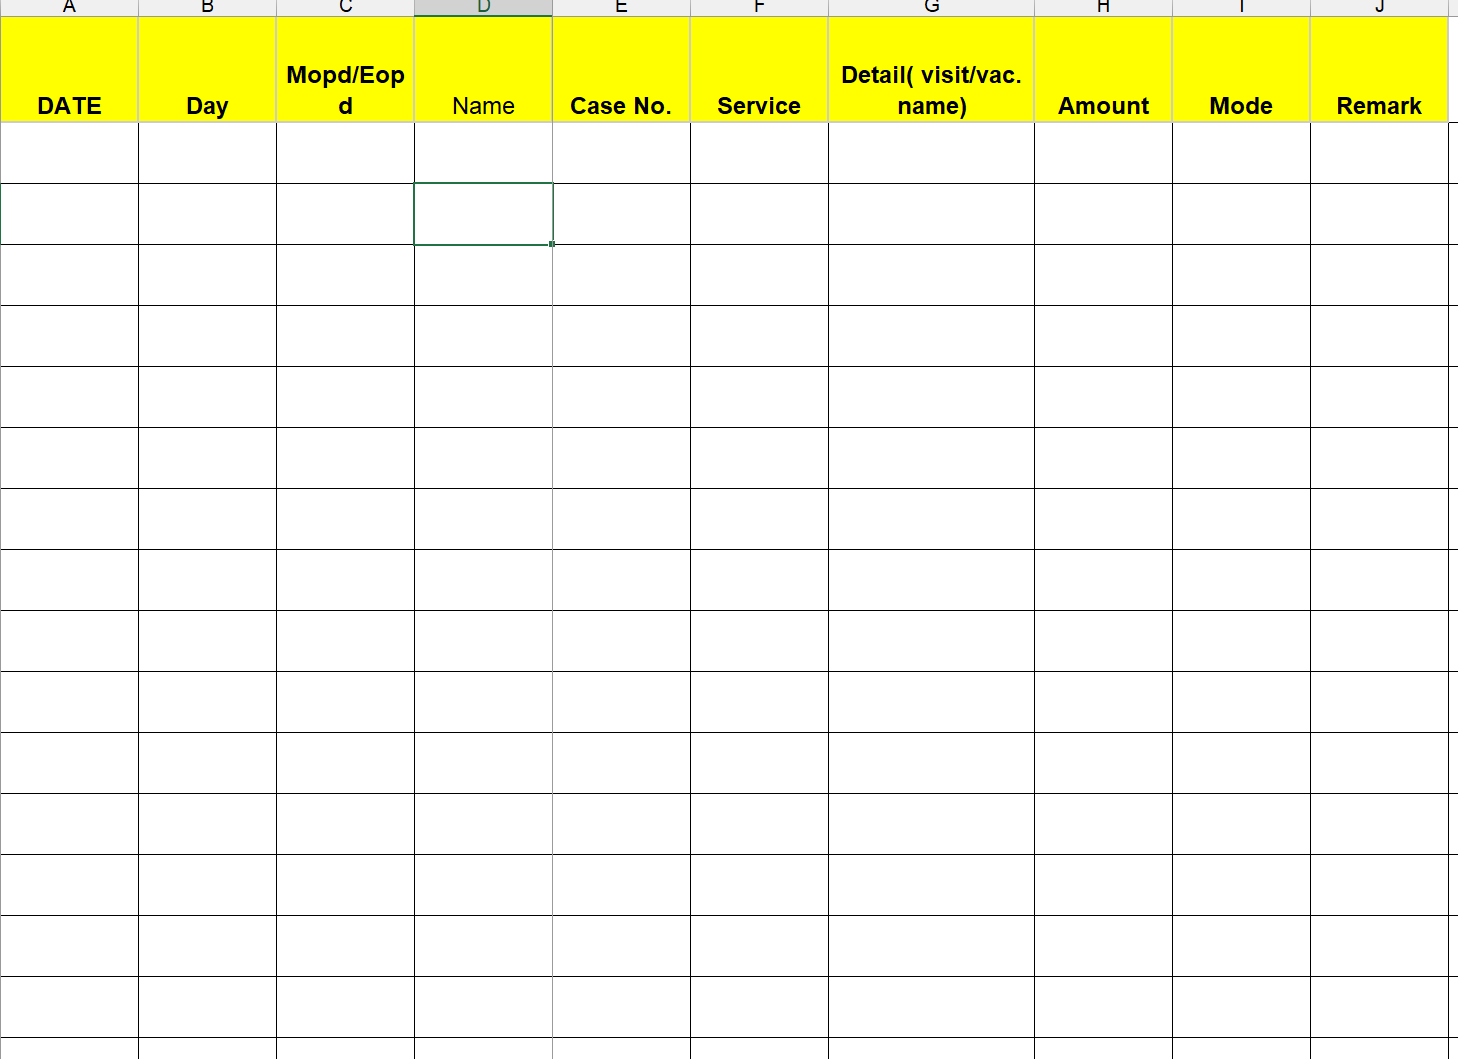 A B C D E F G H I J
DATE Day Mopd/Eop
d Name Case No. Service Detail( visit/vac.
name) Amount Mode Remark